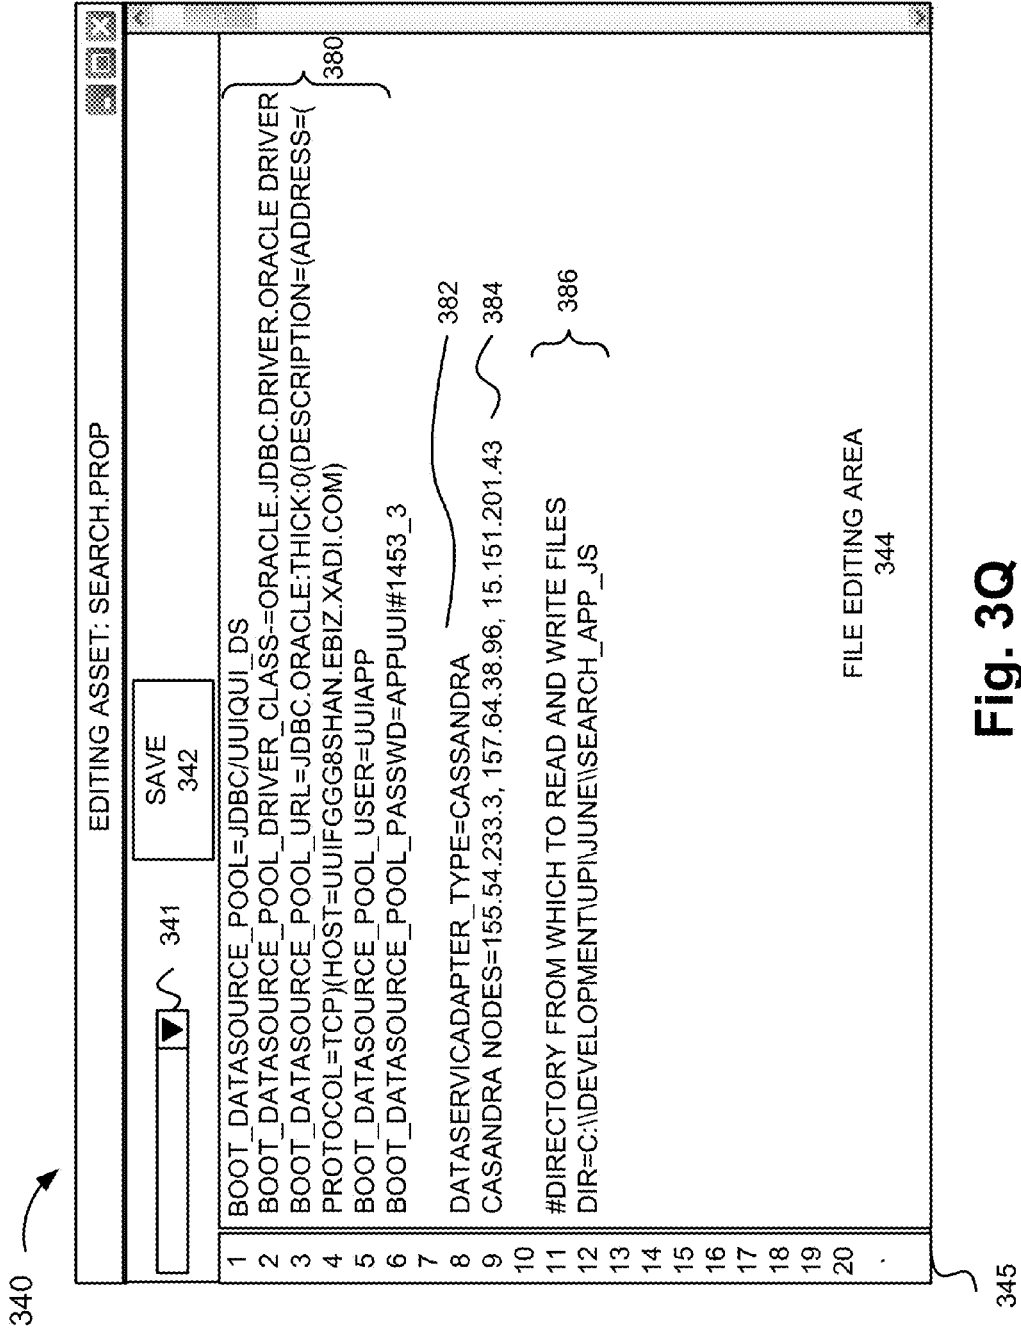 340
EDITING ASSET: SEARCH.PROP
341
SAVE
342
1 BOOT_DATASOURCE_POOL=JDBC/UUIQUI_DS
2 BOOT_DATASOURCE_POOL_DRIVER_CLASS-=ORACLE.JDBC.DRIVER.ORACLE DRIVER
3 BOOT_DATASOURCE_POOL_URL=JDBC.ORACLE:THICK:0(DESCRIPTION=(ADDRESS=(
4 PROTOCOL=TCP)(HOST=UUIFGGG8SHAN.EBIZ.XADI.COM)
5 BOOT_DATASOURCE_POOL_USER=UUIAPP
6 BOOT_DATASOURCE_POOL_PASSWD=APPUUI#1453_3
380
7
8 DATASERVICADAPTER_TYPE=CASSANDRA
382
9 CASANDRA NODES=155.54.233.3, 157.64.38.96, 15.151.201.43
384
10
11 #DIRECTORY FROM WHICH TO READ AND WRITE FILES
12 DIR=C:\\DEVELOPMENT\UPI\JUNE\\SEARCH_APP_JS
386
13
14
15
16
17
18
19
20
FILE EDITING AREA
344
345
Fig. 3Q